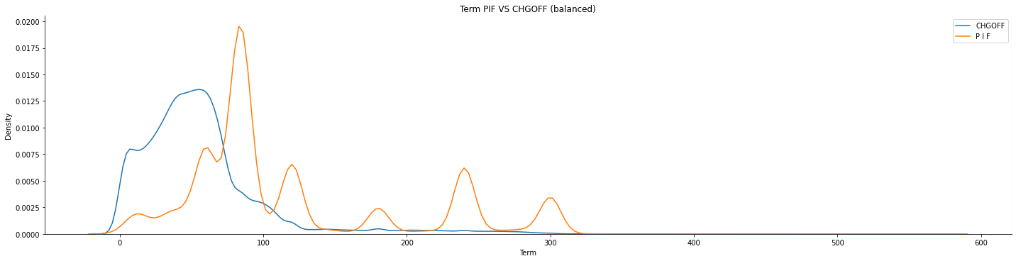 Term PIF VS CHGOFF (balanced)
CHGOFF
P I F
0.0200
0.0175
0.0150
0.0125
0.0100
0.0075
0.0050
0.0025
0.0000
Density
0 100 200 300 400 500 600
Term